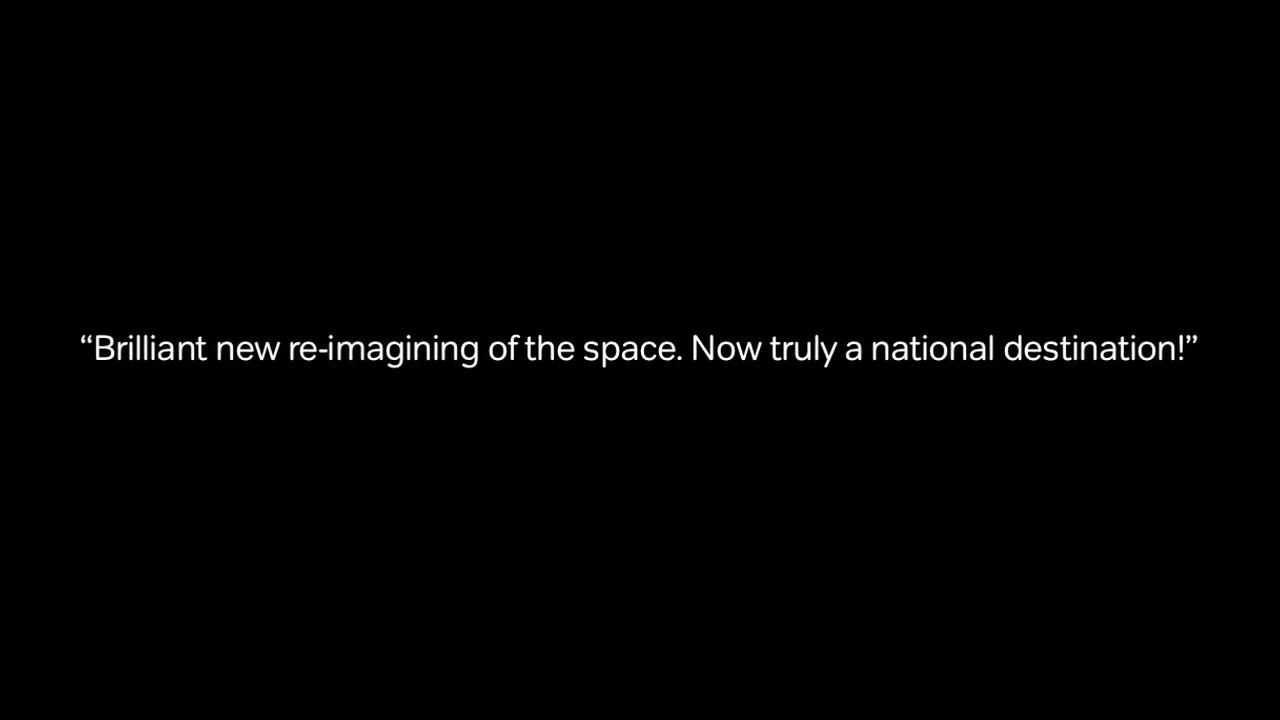 “Brilliant new re-imagining of the space. Now truly a national destination!”